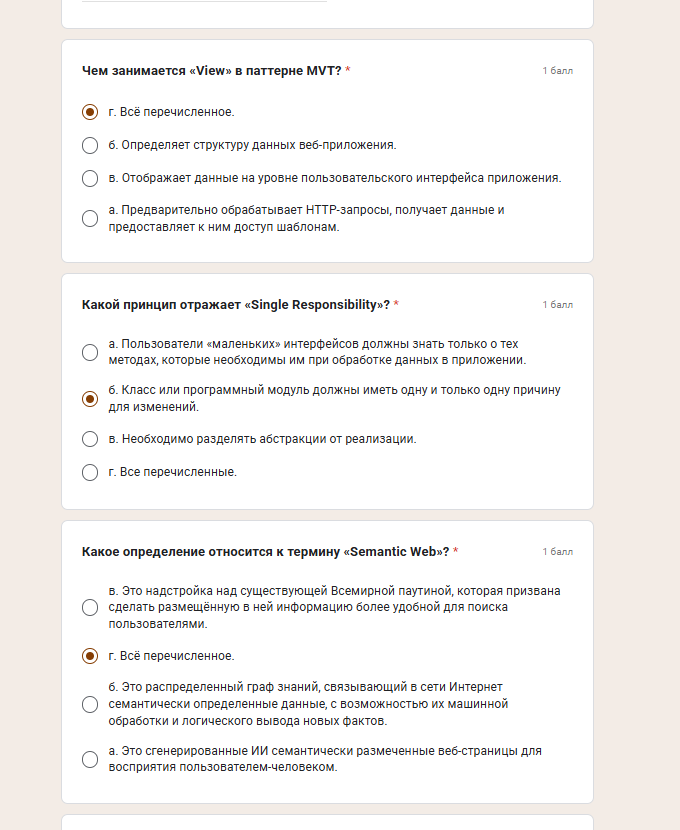 Чем занимается «View» в паттерне MVT? *
1 балл
г. Всё перечисленное.
б. Определяет структуру данных веб-приложения.
в. Отображает данные на уровне пользовательского интерфейса приложения.
а. Предварительно обрабатывает HTTP-запросы, получает данные и
предоставляет к ним доступ шаблонам.
Какой принцип отражает «Single Responsibility»? *
1 балл
а. Пользователи «маленьких» интерфейсов должны знать только о тех
методах, которые необходимы им при обработке данных в приложении.
б. Класс или программный модуль должны иметь одну и только одну причину
для изменений.
в. Необходимо разделять абстракции от реализации.
г. Все перечисленные.
Какое определение относится к термину «Semantic Web»? *
1 балл
в. Это надстройка над существующей Всемирной паутиной, которая призвана
сделать размещённую в ней информацию более удобной для поиска
пользователями.
г. Всё перечисленное.
б. Это распределенный граф знаний, связывающий в сети Интернет
семантически определенные данные, с возможностью их машинной
обработки и логического вывода новых фактов.
а. Это сгенерированные ИИ семантически размеченные веб-страницы для
восприятия пользователем-человеком.